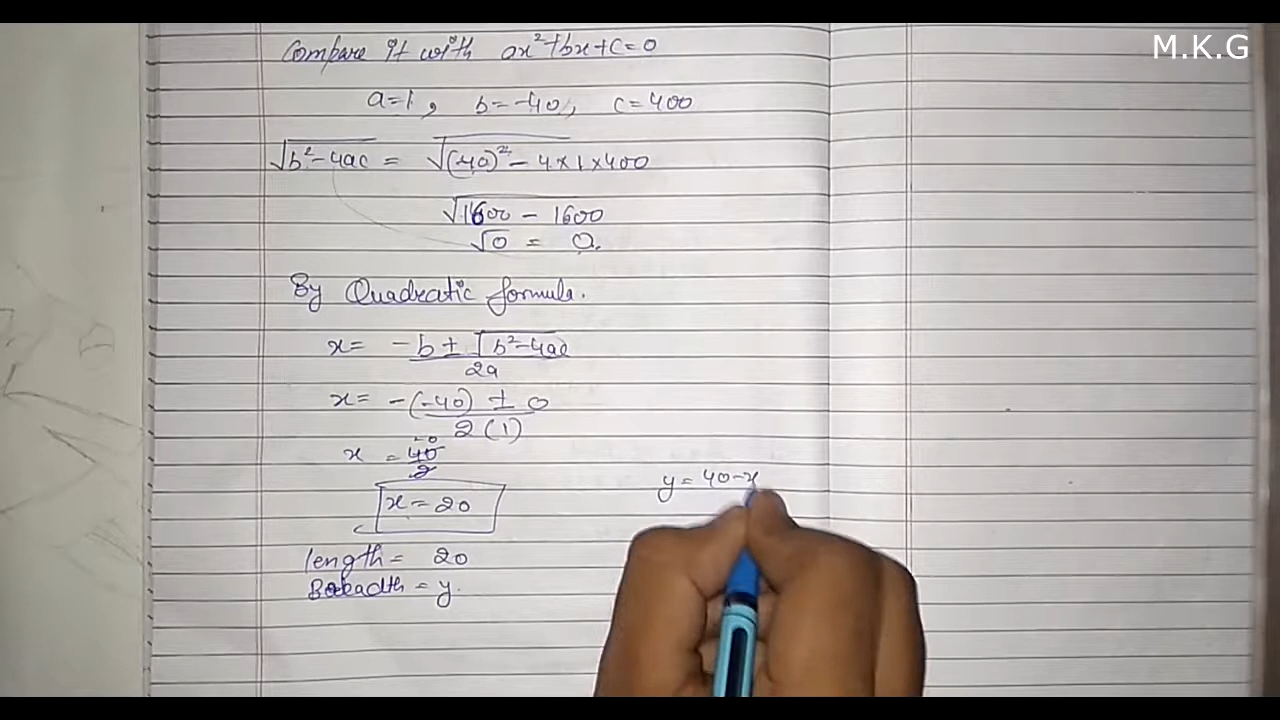 M.K.G
Compare it with ax²+bx+c=0
a=1, b=-40, c=400
√b²-4ac = √(-40)²-4×1×400
√1600 - 1600
√0 = 0.
By Quadratic formula.
x= -b ± √b²-4ac
2a
x= -(-40) ± 0
2(1)
x = 40
2
x = 20
y = 40-x
length = 20
= y.